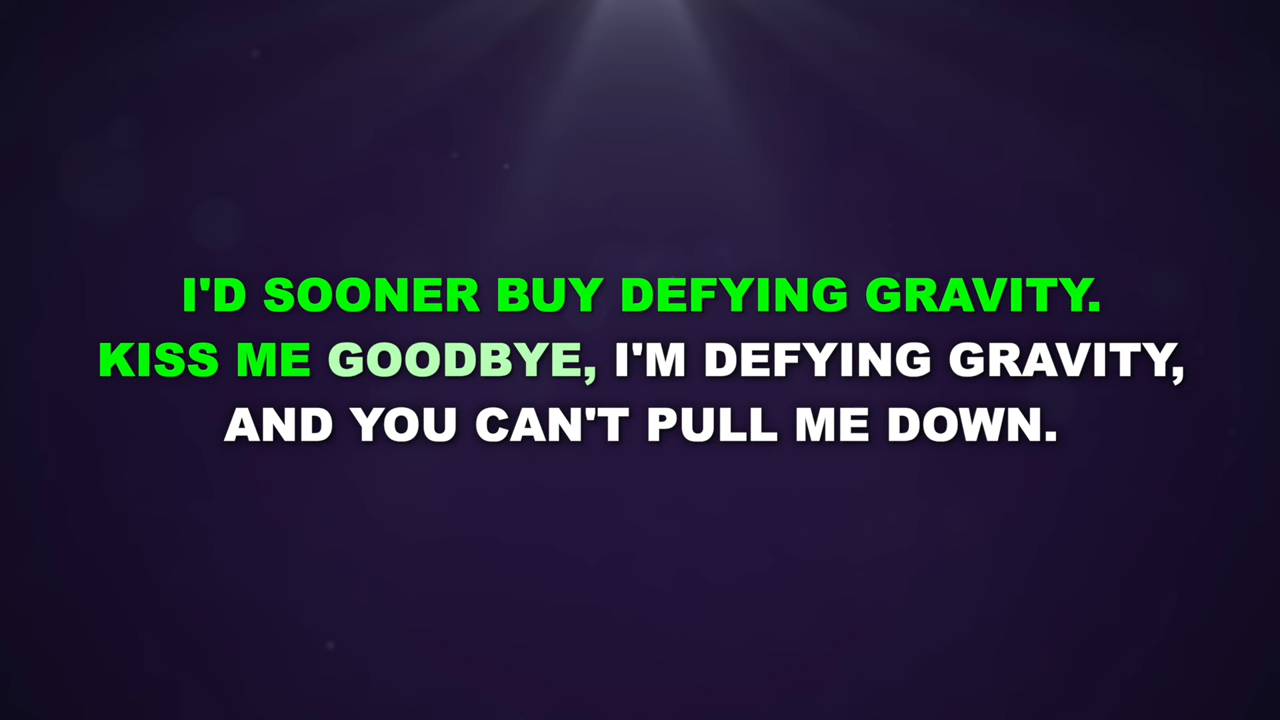 I'D SOONER BUY DEFYING GRAVITY.
KISS ME GOODBYE, I'M DEFYING GRAVITY,
AND YOU CAN'T PULL ME DOWN.